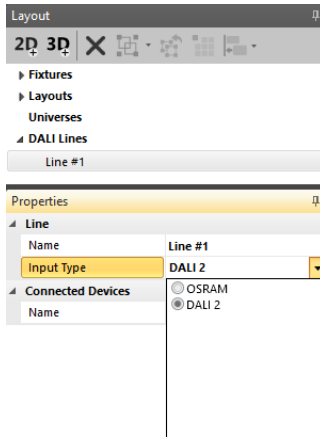 Layout
2D 3D
Fixtures
Layouts
Universes
DALI Lines
Line #1
Properties
Line
Name Line #1
Input Type DALI 2
Connected Devices
Name
OSRAM
DALI 2